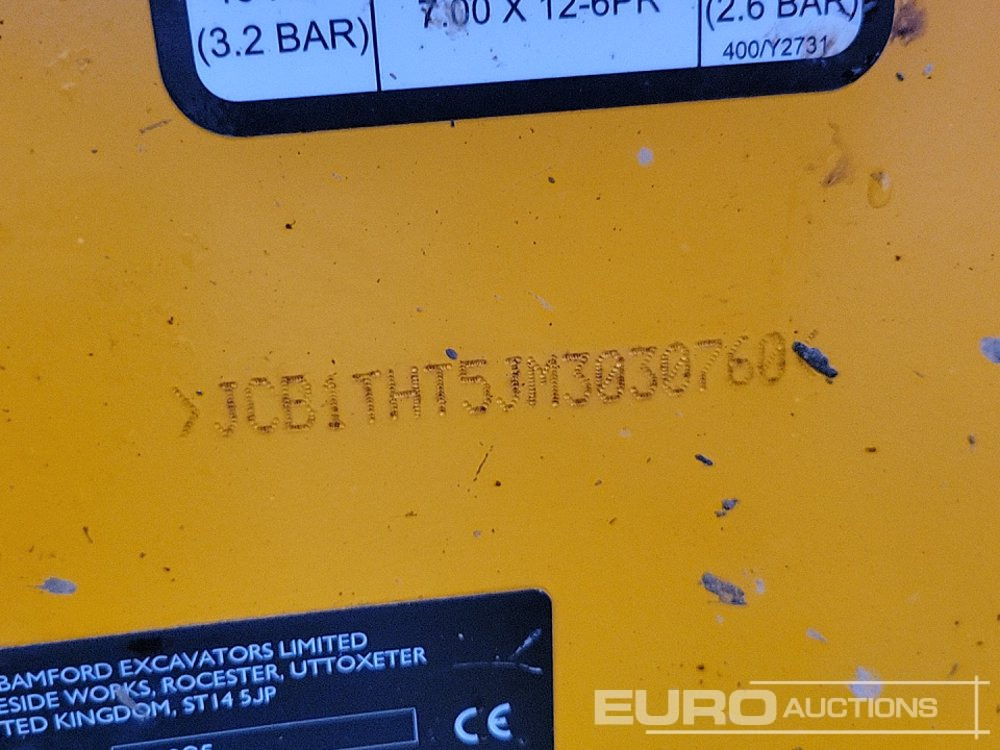 (3.2 BAR)
7.00 X 12-6PR
(2.6 BAR)
400/Y2731
>JCB1THT5JM3030760<
BAMFORD EXCAVATORS LIMITED
ESIDE WORKS, ROCESTER, UTTOXETER
TED KINGDOM, ST14 5JP
CE
EURO AUCTIONS